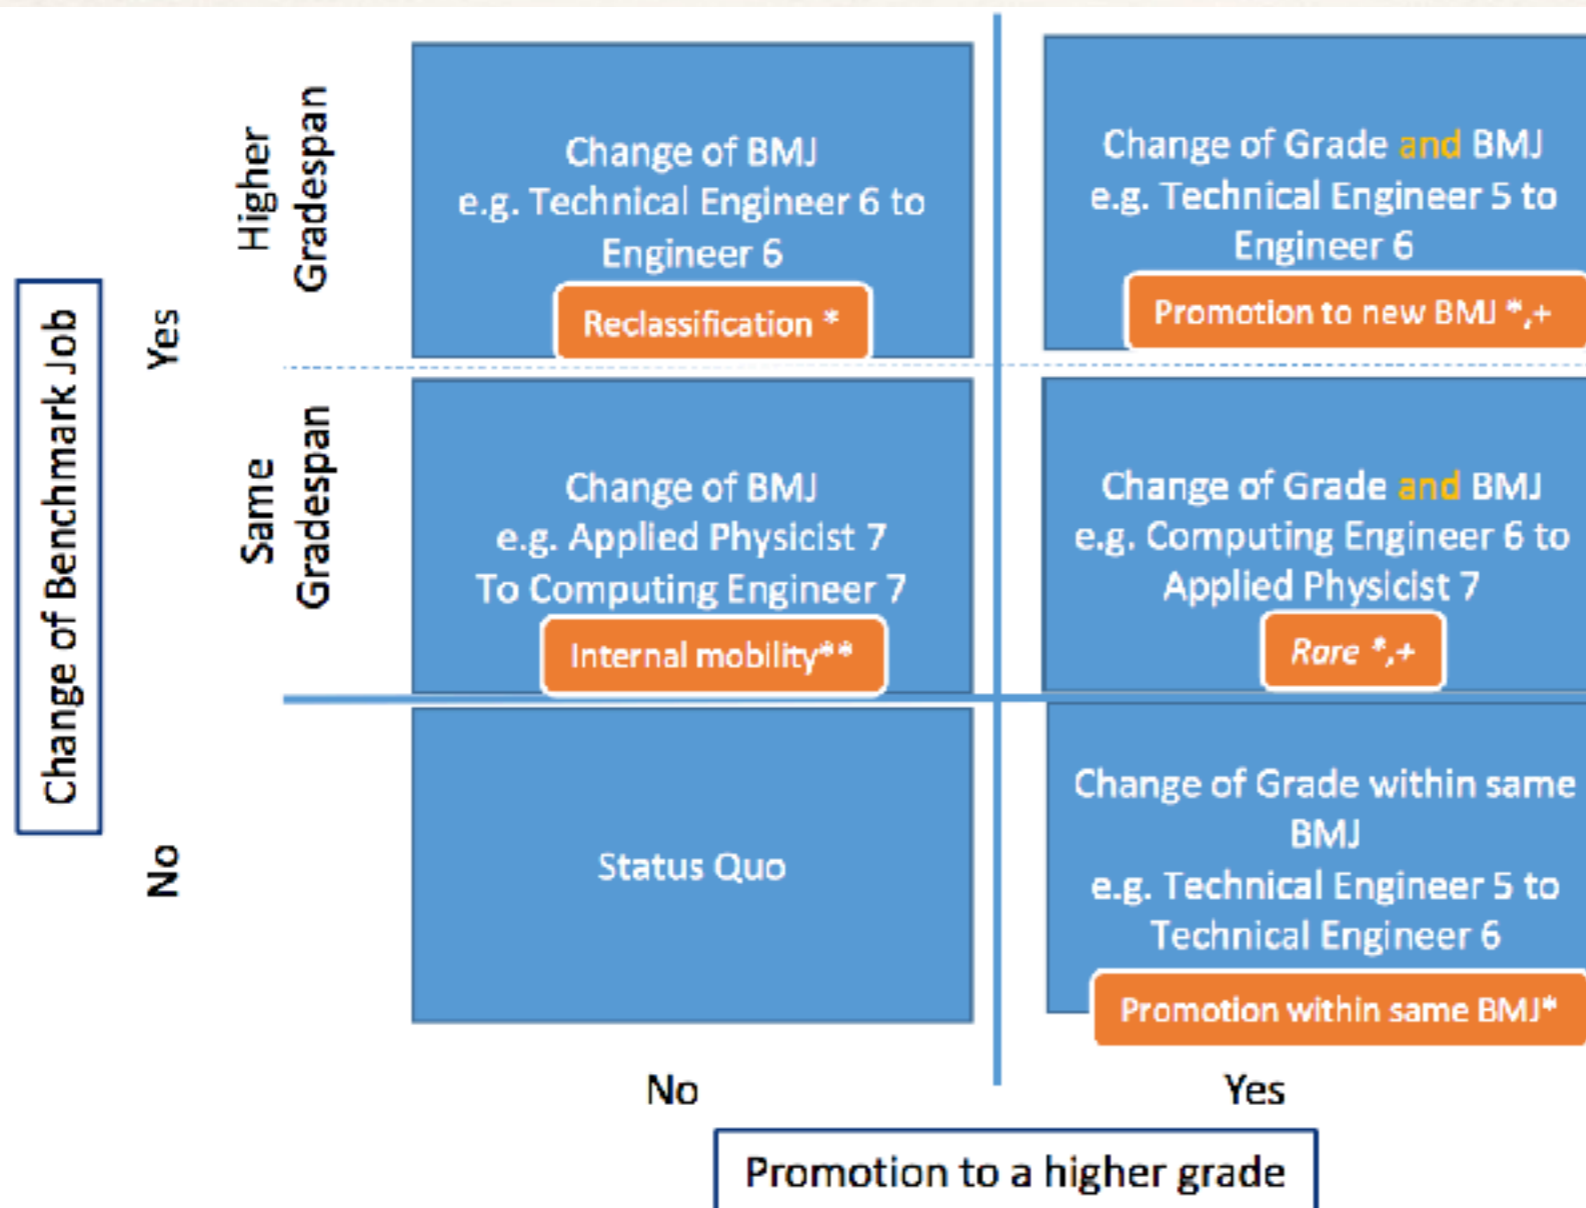 Change of Benchmark Job
Yes
No
Higher
Gradespan
Same
Gradespan
Change of BMJ
e.g. Technical Engineer 6 to
Engineer 6
Reclassification *
Change of Grade and BMJ
e.g. Technical Engineer 5 to
Engineer 6
Promotion to new BMJ *,+
Change of BMJ
e.g. Applied Physicist 7
To Computing Engineer 7
Internal mobility**
Change of Grade and BMJ
e.g. Computing Engineer 6 to
Applied Physicist 7
Rare *,+
Status Quo
Change of Grade within same
BMJ
e.g. Technical Engineer 5 to
Technical Engineer 6
Promotion within same BMJ*
No
Yes
Promotion to a higher grade